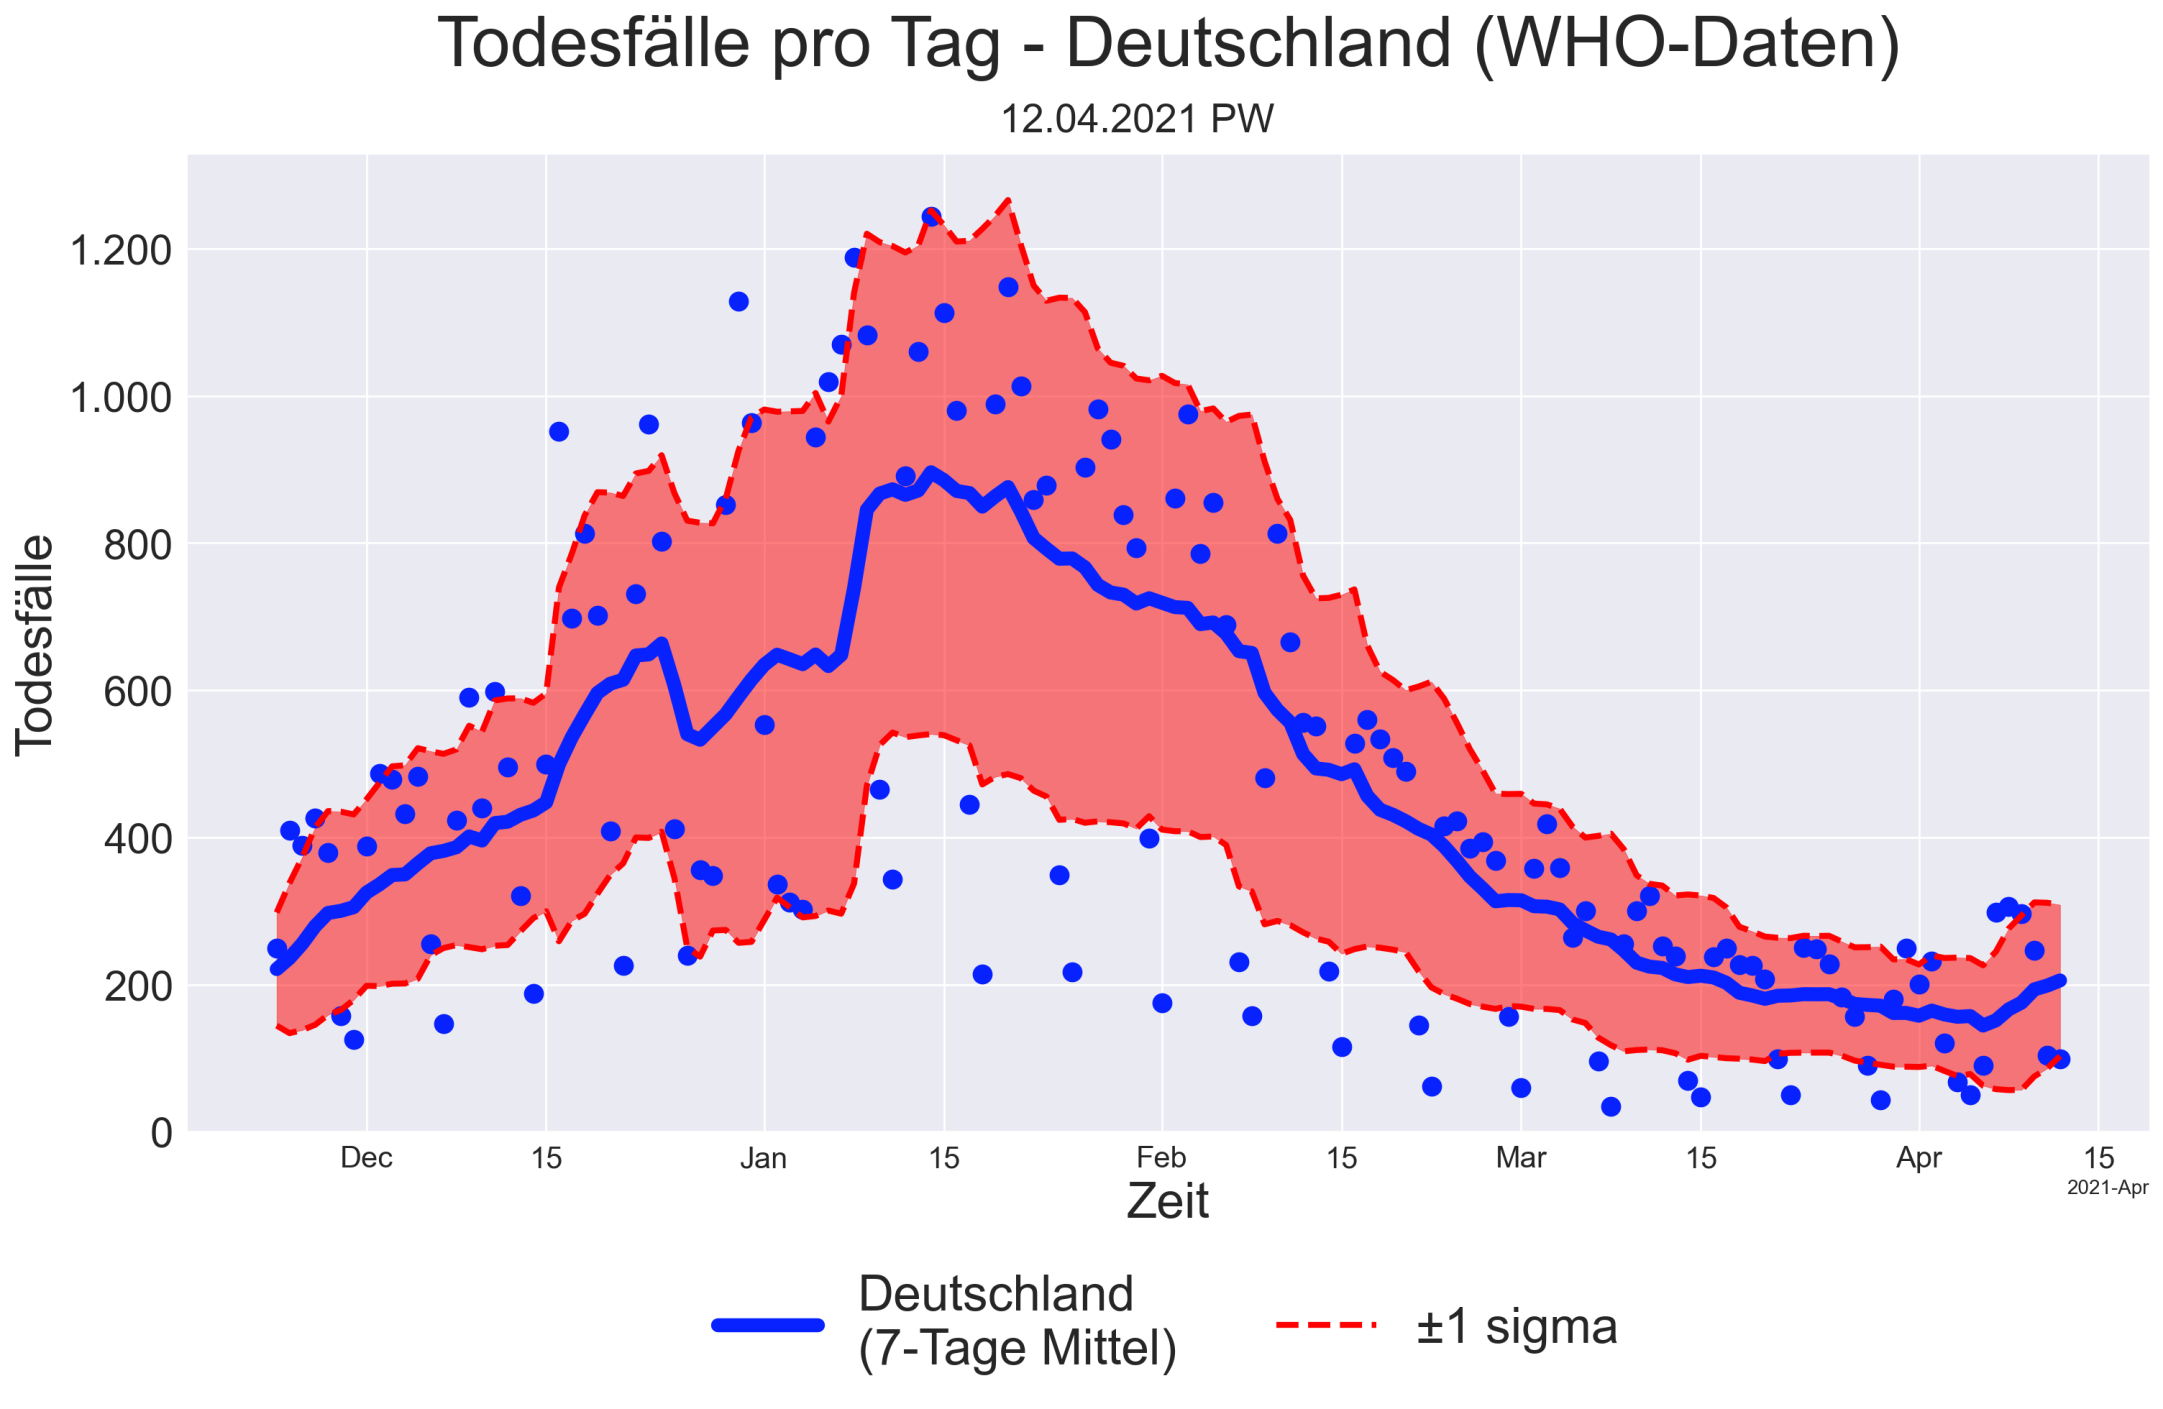 Todesfälle pro Tag - Deutschland (WHO-Daten)
12.04.2021 PW
Todesfälle
1.200
1.000
800
600
400
200
0
Dec 15 Jan 15 Feb 15 Mar 15 Apr 15
2021-Apr
Zeit
Deutschland
(7-Tage Mittel)
±1 sigma